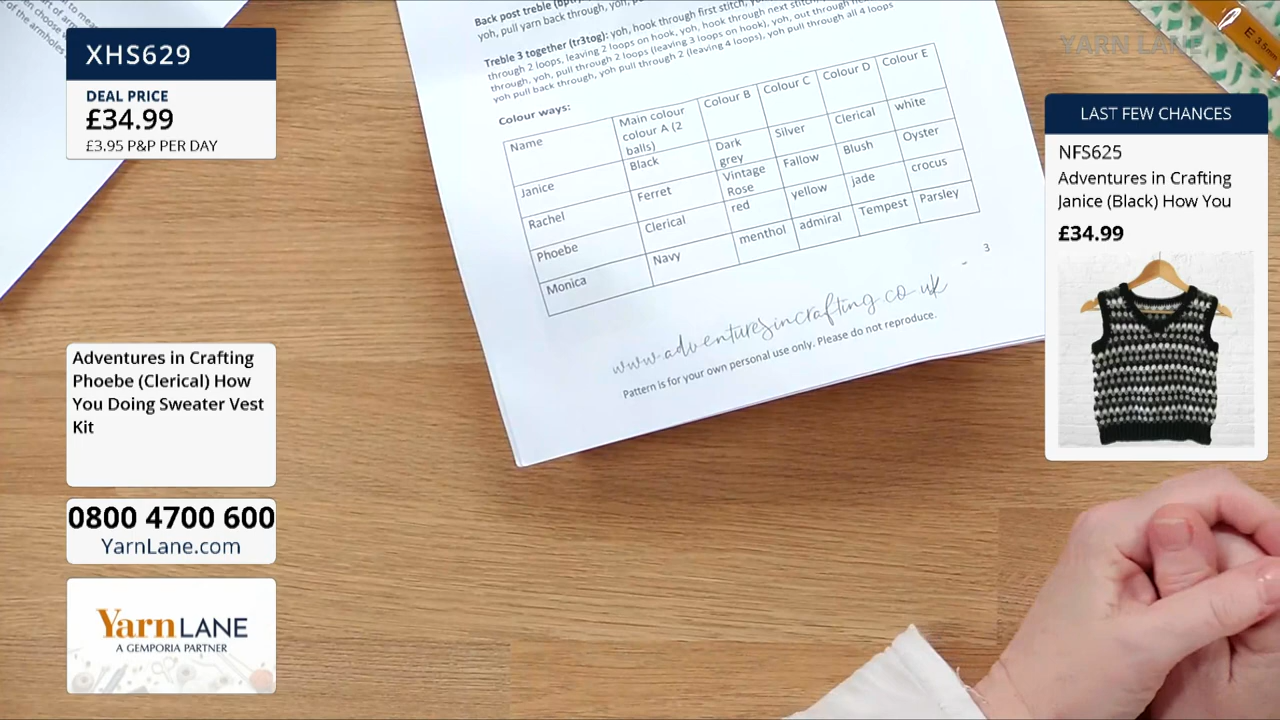 XHS629
DEAL PRICE
£34.99
£3.95 P&P PER DAY
Adventures in Crafting
Phoebe (Clerical) How
You Doing Sweater Vest
Kit
0800 4700 600
YarnLane.com
Yarn LANE
A GEMPORIA PARTNER
of the armholes
Back post treble
yoh, pull yarn back through, yoh,
Treble 3 together (tr3tog): yoh, hook through first stitch, yoh,
through 2 loops, leaving 2 loops on hook, yoh, hook through next stitch,
through, yoh, pull through 2 loops (leaving 3 loops on hook), yoh, out through
yoh pull back through, yoh pull through 2 (leaving 4 loops), yoh pull through all 4 loops
Colour ways:
Name Main colour colour A (2 balls) Colour B Colour C Colour D Colour E
Janice Black Dark grey Silver Clerical white
Rachel Ferret Vintage Rose Fallow Blush Oyster
Phoebe Clerical red yellow jade crocus
Monica Navy menthol admiral Tempest Parsley
3
www.adventuresincrafting.co.uk
Pattern is for your own personal use only. Please do not reproduce.
YARN LANE
E 3.5
LAST FEW CHANCES
NFS625
Adventures in Crafting
Janice (Black) How You
£34.99